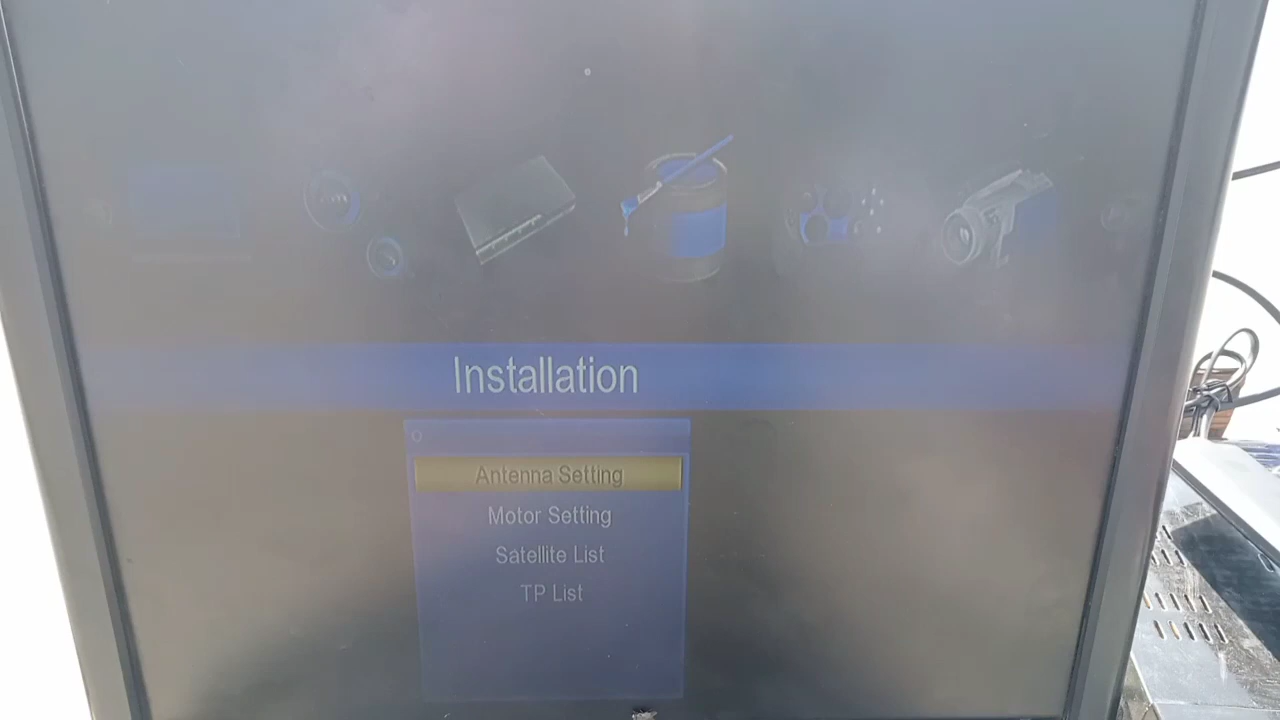 Installation
Antenna Setting
Motor Setting
Satellite List
TP List